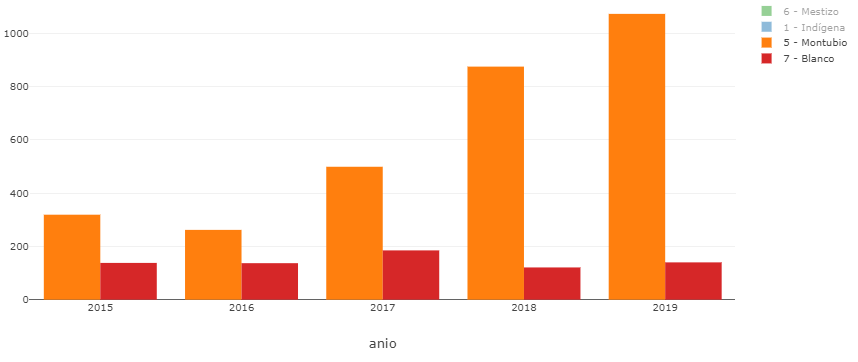 6 - Mestizo
1 - Indígena
5 - Montubio
7 - Blanco
1000
800
600
400
200
0
2015 2016 2017 2018 2019
anio